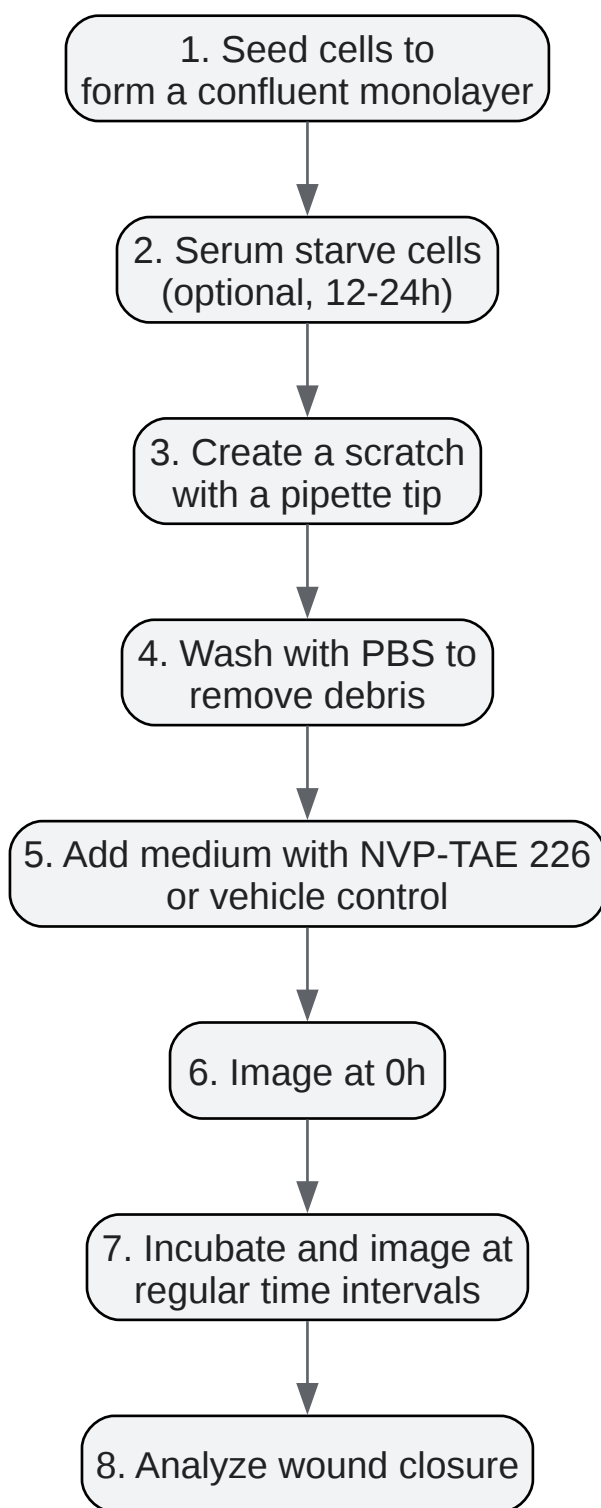 1. Seed cells to
form a confluent monolayer
2. Serum starve cells
(optional, 12-24h)
3. Create a scratch
with a pipette tip
4. Wash with PBS to
remove debris
5. Add medium with NVP-TAE 226
or vehicle control
6. Image at 0h
7. Incubate and image at
regular time intervals
8. Analyze wound closure